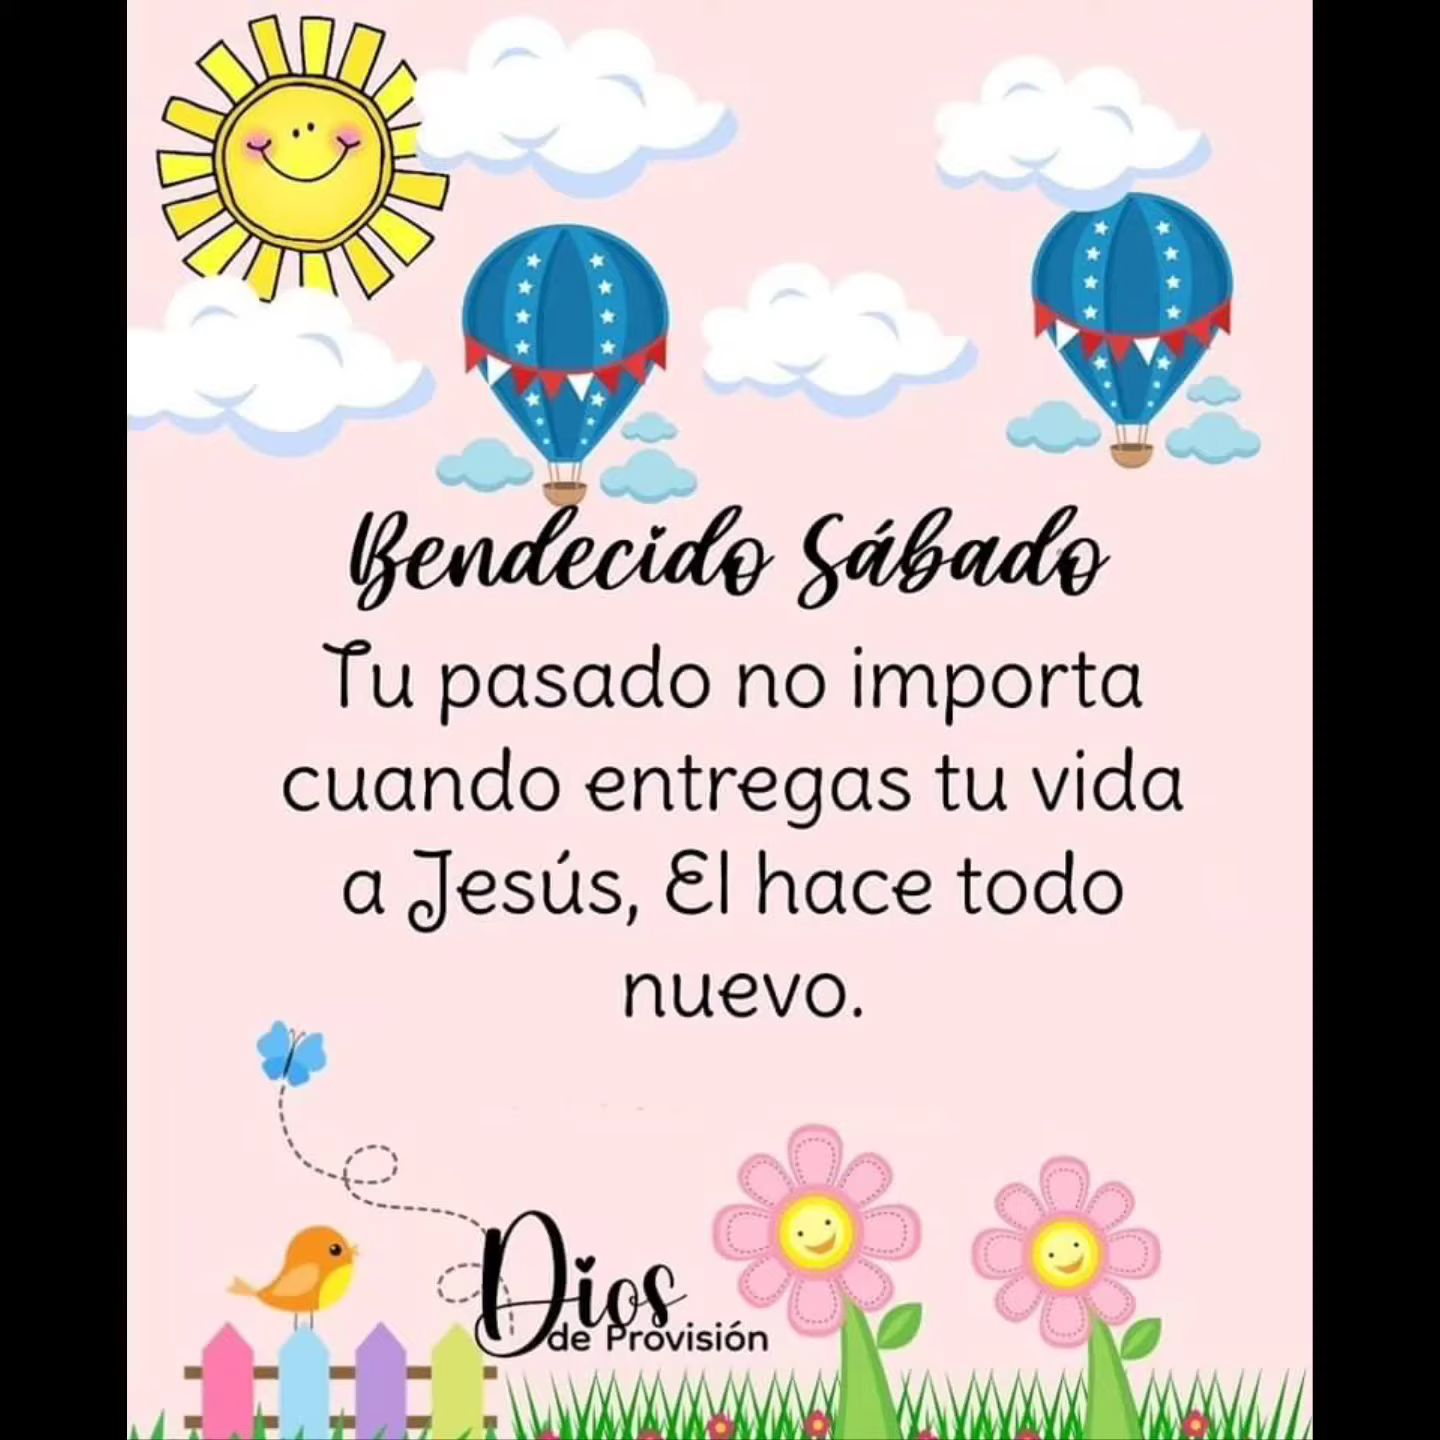 Bendecido Sábado
Tu pasado no importa
cuando entregas tu vida
a Jesús, El hace todo
nuevo.
Dios
de Provisión